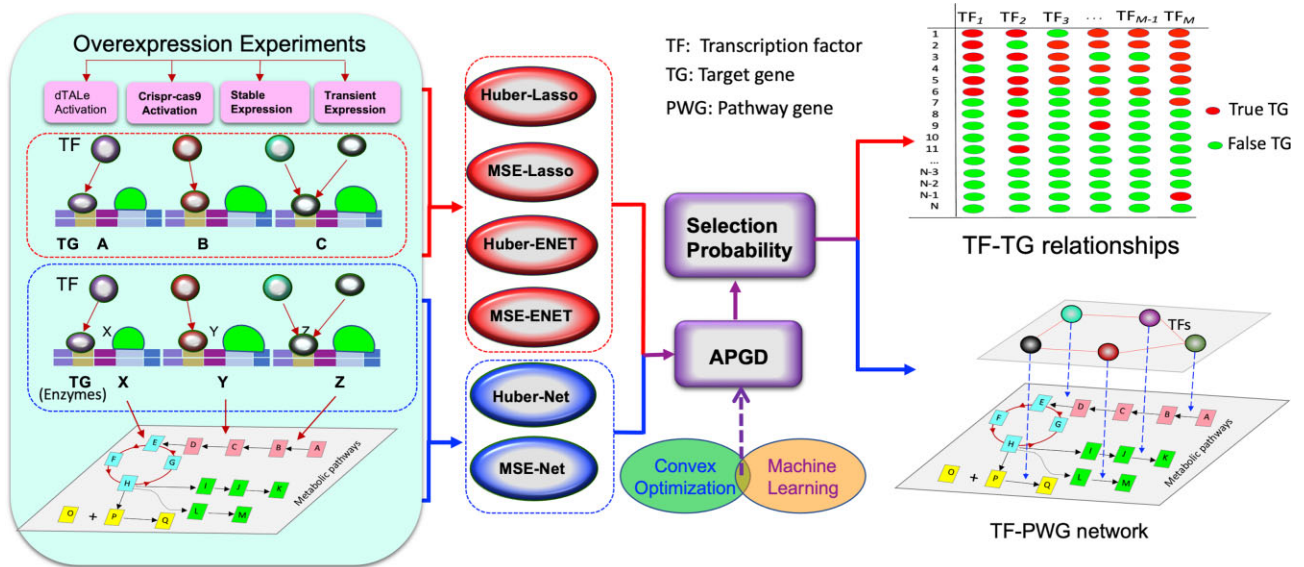 Overexpression Experiments
dTALe
Activation
Crispr-cas9
Activation
Stable
Expression
Transient
Expression
TF
TG A B C
TF
X Y Z
TG X Y Z
(Enzymes)
E D C B A
F G
H I J K
O + P Q L M
Metabolic pathways
Huber-Lasso
MSE-Lasso
Huber-ENET
MSE-ENET
Huber-Net
MSE-Net
TF: Transcription factor
TG: Target gene
PWG: Pathway gene
Selection
Probability
APGD
Convex
Optimization
Machine
Learning
TF1 TF2 TF3 ... TFM-1 TFM
1
2
3
4
5
6
7
8
9
10
11
...
N-3
N-2
N-1
N
True TG
False TG
TF-TG relationships
TFs
E D C B A
F G
H I J K
O + P Q L M
Metabolic pathways
TF-PWG network